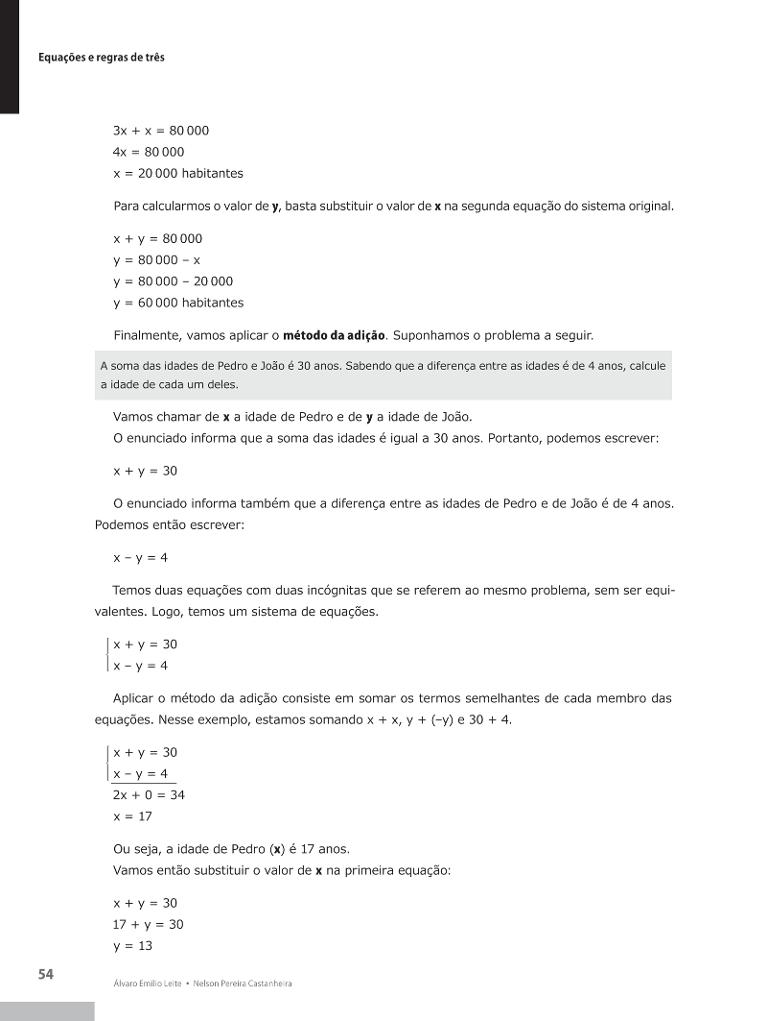 Equações e regras de três
3x + x = 80 000
4x = 80 000
x = 20 000 habitantes
Para calcularmos o valor de y, basta substituir o valor de x na segunda equação do sistema original.
x + y = 80 000
y = 80 000 – x
y = 80 000 – 20 000
y = 60 000 habitantes
Finalmente, vamos aplicar o método da adição. Suponhamos o problema a seguir.
A soma das idades de Pedro e João é 30 anos. Sabendo que a diferença entre as idades é de 4 anos, calcule
a idade de cada um deles.
Vamos chamar de x a idade de Pedro e de y a idade de João.
O enunciado informa que a soma das idades é igual a 30 anos. Portanto, podemos escrever:
x + y = 30
O enunciado informa também que a diferença entre as idades de Pedro e de João é de 4 anos.
Podemos então escrever:
x – y = 4
Temos duas equações com duas incógnitas que se referem ao mesmo problema, sem ser equi-
valentes. Logo, temos um sistema de equações.
x + y = 30
x – y = 4
Aplicar o método da adição consiste em somar os termos semelhantes de cada membro das
equações. Nesse exemplo, estamos somando x + x, y + (–y) e 30 + 4.
x + y = 30
x – y = 4
2x + 0 = 34
x = 17
Ou seja, a idade de Pedro (x) é 17 anos.
Vamos então substituir o valor de x na primeira equação:
x + y = 30
17 + y = 30
y = 13
54
Álvaro Emílio Leite • Nelson Pereira Castanheira